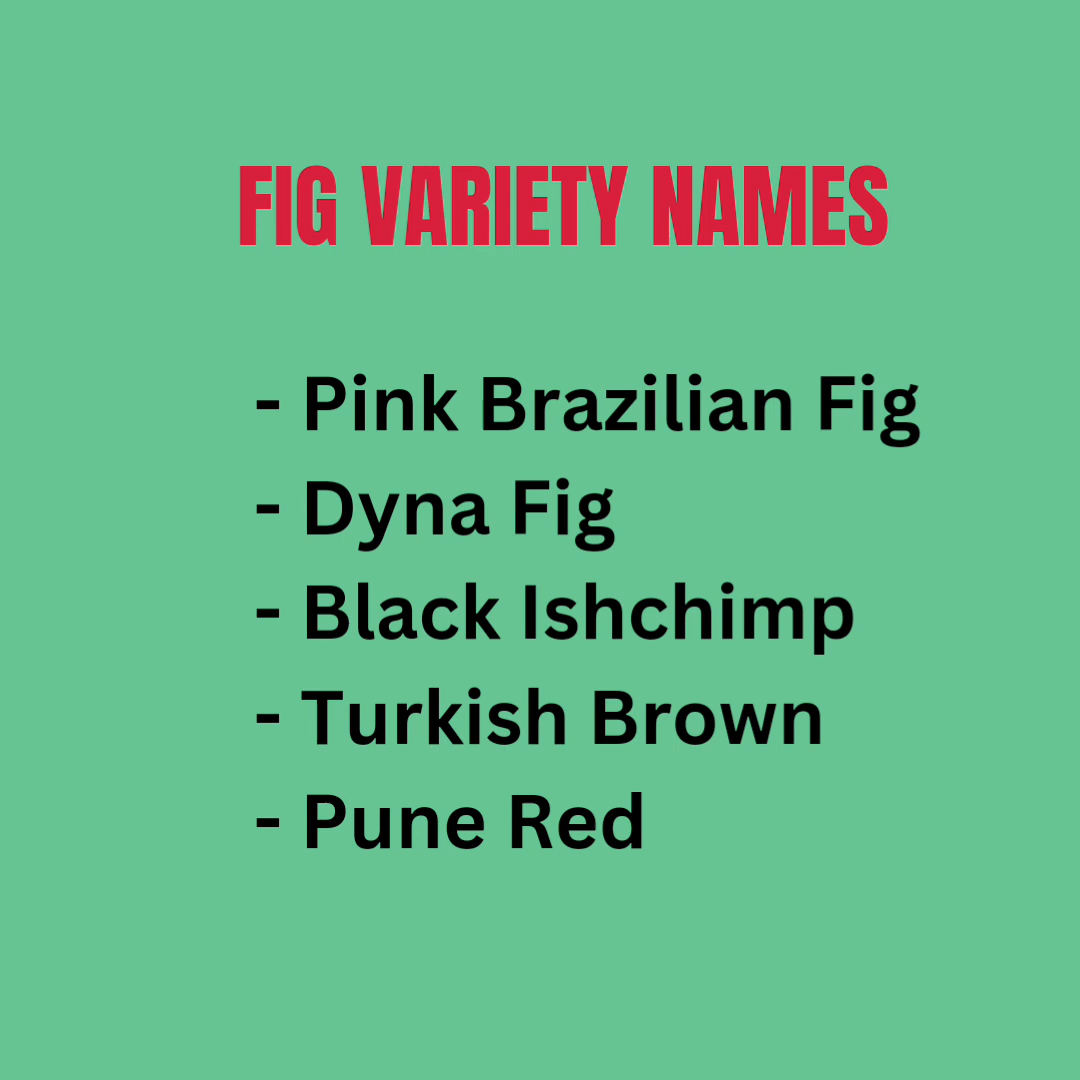 FIG VARIETY NAMES
- Pink Brazilian Fig
- Dyna Fig
- Black Ishchimp
- Turkish Brown
- Pune Red